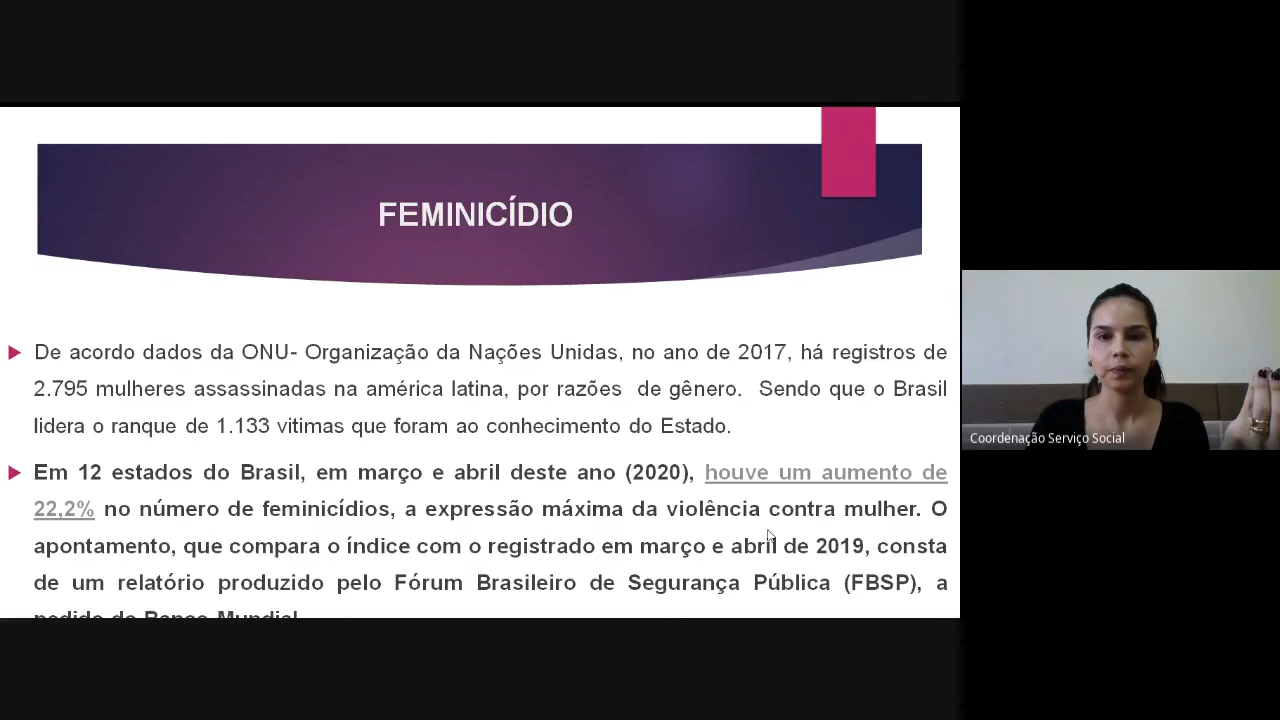 FEMINICÍDIO
De acordo dados da ONU- Organização da Nações Unidas, no ano de 2017, há registros de
2.795 mulheres assassinadas na américa latina, por razões de gênero. Sendo que o Brasil
lidera o ranque de 1.133 vitimas que foram ao conhecimento do Estado.
Em 12 estados do Brasil, em março e abril deste ano (2020), houve um aumento de
22,2% no número de feminicídios, a expressão máxima da violência contra mulher. O
apontamento, que compara o índice com o registrado em março e abril de 2019, consta
de um relatório produzido pelo Fórum Brasileiro de Segurança Pública (FBSP), a
pedido do Banco Mundial
Coordenação Serviço Social